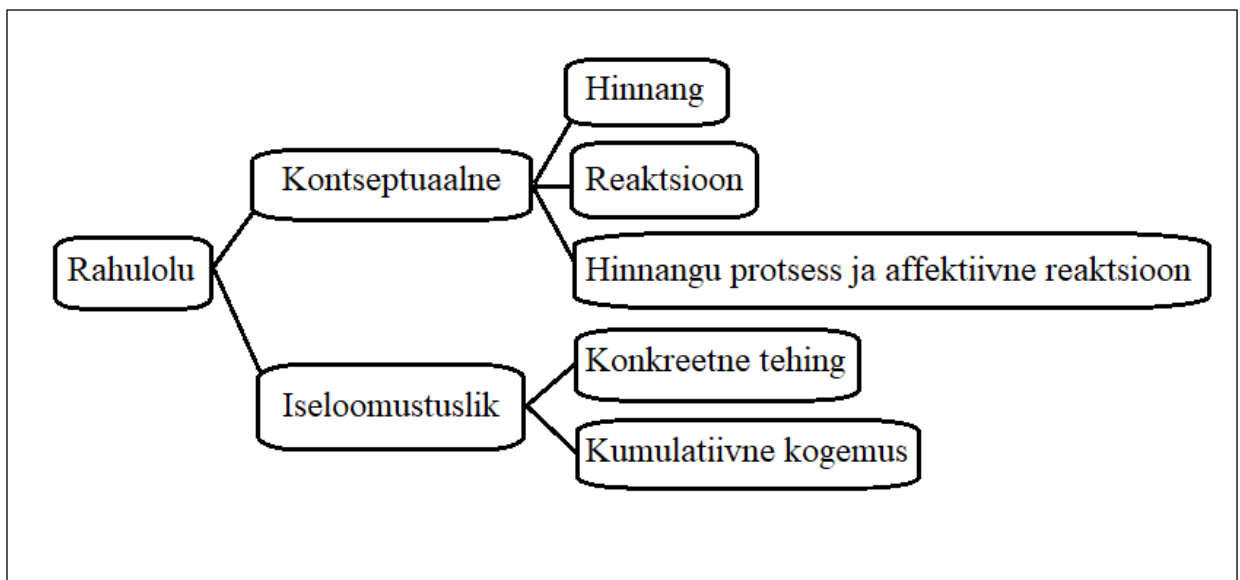 Rahulolu
Kontseptuaalne
Hinnang
Reaktsioon
Hinnangu protsess ja affektiivne reaktsioon
Iseloomustuslik
Konkreetne tehing
Kumulatiivne kogemus